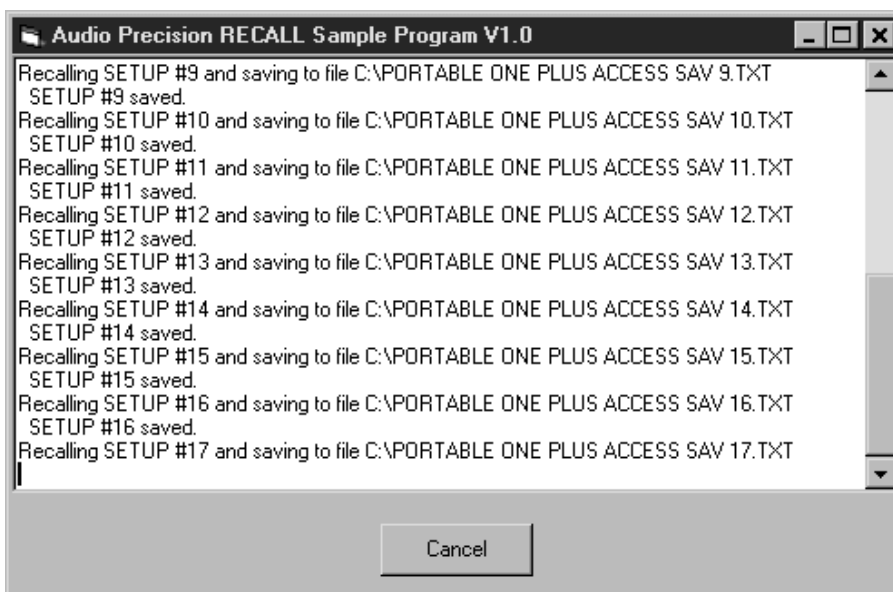 Audio Precision RECALL Sample Program V1.0
Recalling SETUP #9 and saving to file C:\PORTABLE ONE PLUS ACCESS SAV 9.TXT
SETUP #9 saved.
Recalling SETUP #10 and saving to file C:\PORTABLE ONE PLUS ACCESS SAV 10.TXT
SETUP #10 saved.
Recalling SETUP #11 and saving to file C:\PORTABLE ONE PLUS ACCESS SAV 11.TXT
SETUP #11 saved.
Recalling SETUP #12 and saving to file C:\PORTABLE ONE PLUS ACCESS SAV 12.TXT
SETUP #12 saved.
Recalling SETUP #13 and saving to file C:\PORTABLE ONE PLUS ACCESS SAV 13.TXT
SETUP #13 saved.
Recalling SETUP #14 and saving to file C:\PORTABLE ONE PLUS ACCESS SAV 14.TXT
SETUP #14 saved.
Recalling SETUP #15 and saving to file C:\PORTABLE ONE PLUS ACCESS SAV 15.TXT
SETUP #15 saved.
Recalling SETUP #16 and saving to file C:\PORTABLE ONE PLUS ACCESS SAV 16.TXT
SETUP #16 saved.
Recalling SETUP #17 and saving to file C:\PORTABLE ONE PLUS ACCESS SAV 17.TXT
Cancel